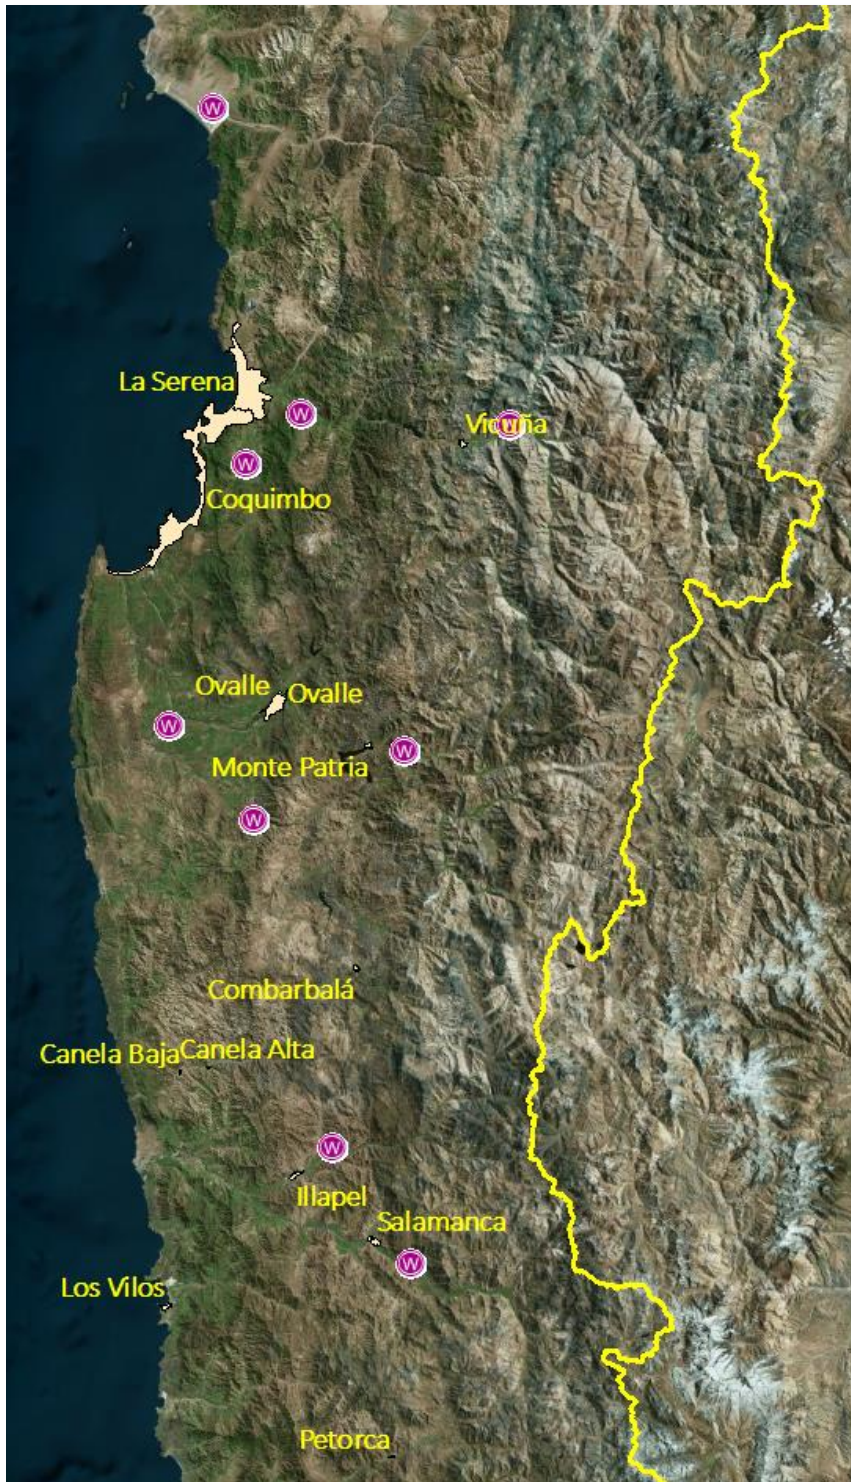 W
La Serena
W
Vicuña
W
W
Coquimbo
Ovalle
Ovalle
W
W
Monte Patria
W
Combarbalá
Canela Baja
Canela Alta
W
Illapel
Salamanca
W
Los Vilos
Petorca